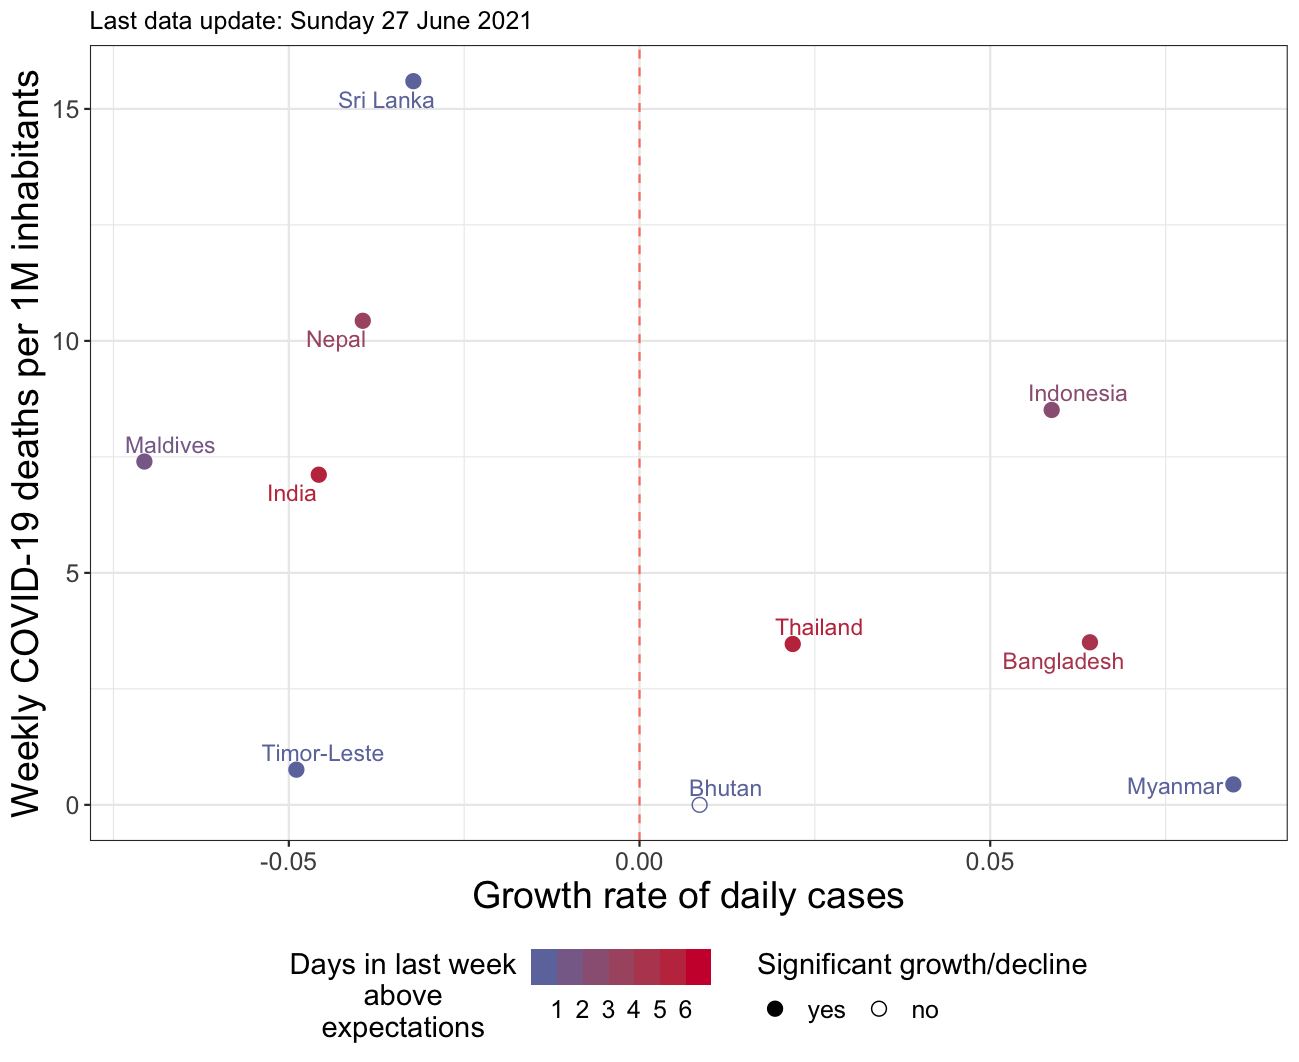 Last data update: Sunday 27 June 2021
Weekly COVID-19 deaths per 1M inhabitants
15
10
5
0
Sri Lanka
Nepal
Indonesia
Maldives
India
Thailand
Bangladesh
Timor-Leste
Bhutan
Myanmar
-0.05 0.00 0.05
Growth rate of daily cases
Days in last week
above
expectations
1 2 3 4 5 6
Significant growth/decline
yes no